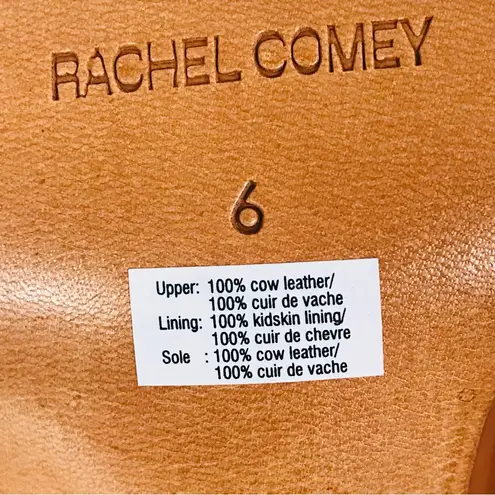 RACHEL COMEY
6
Upper: 100% cow leather/
100% cuir de vache
Lining: 100% kidskin lining/
100% cuir de chevre
Sole : 100% cow leather/
100% cuir de vache